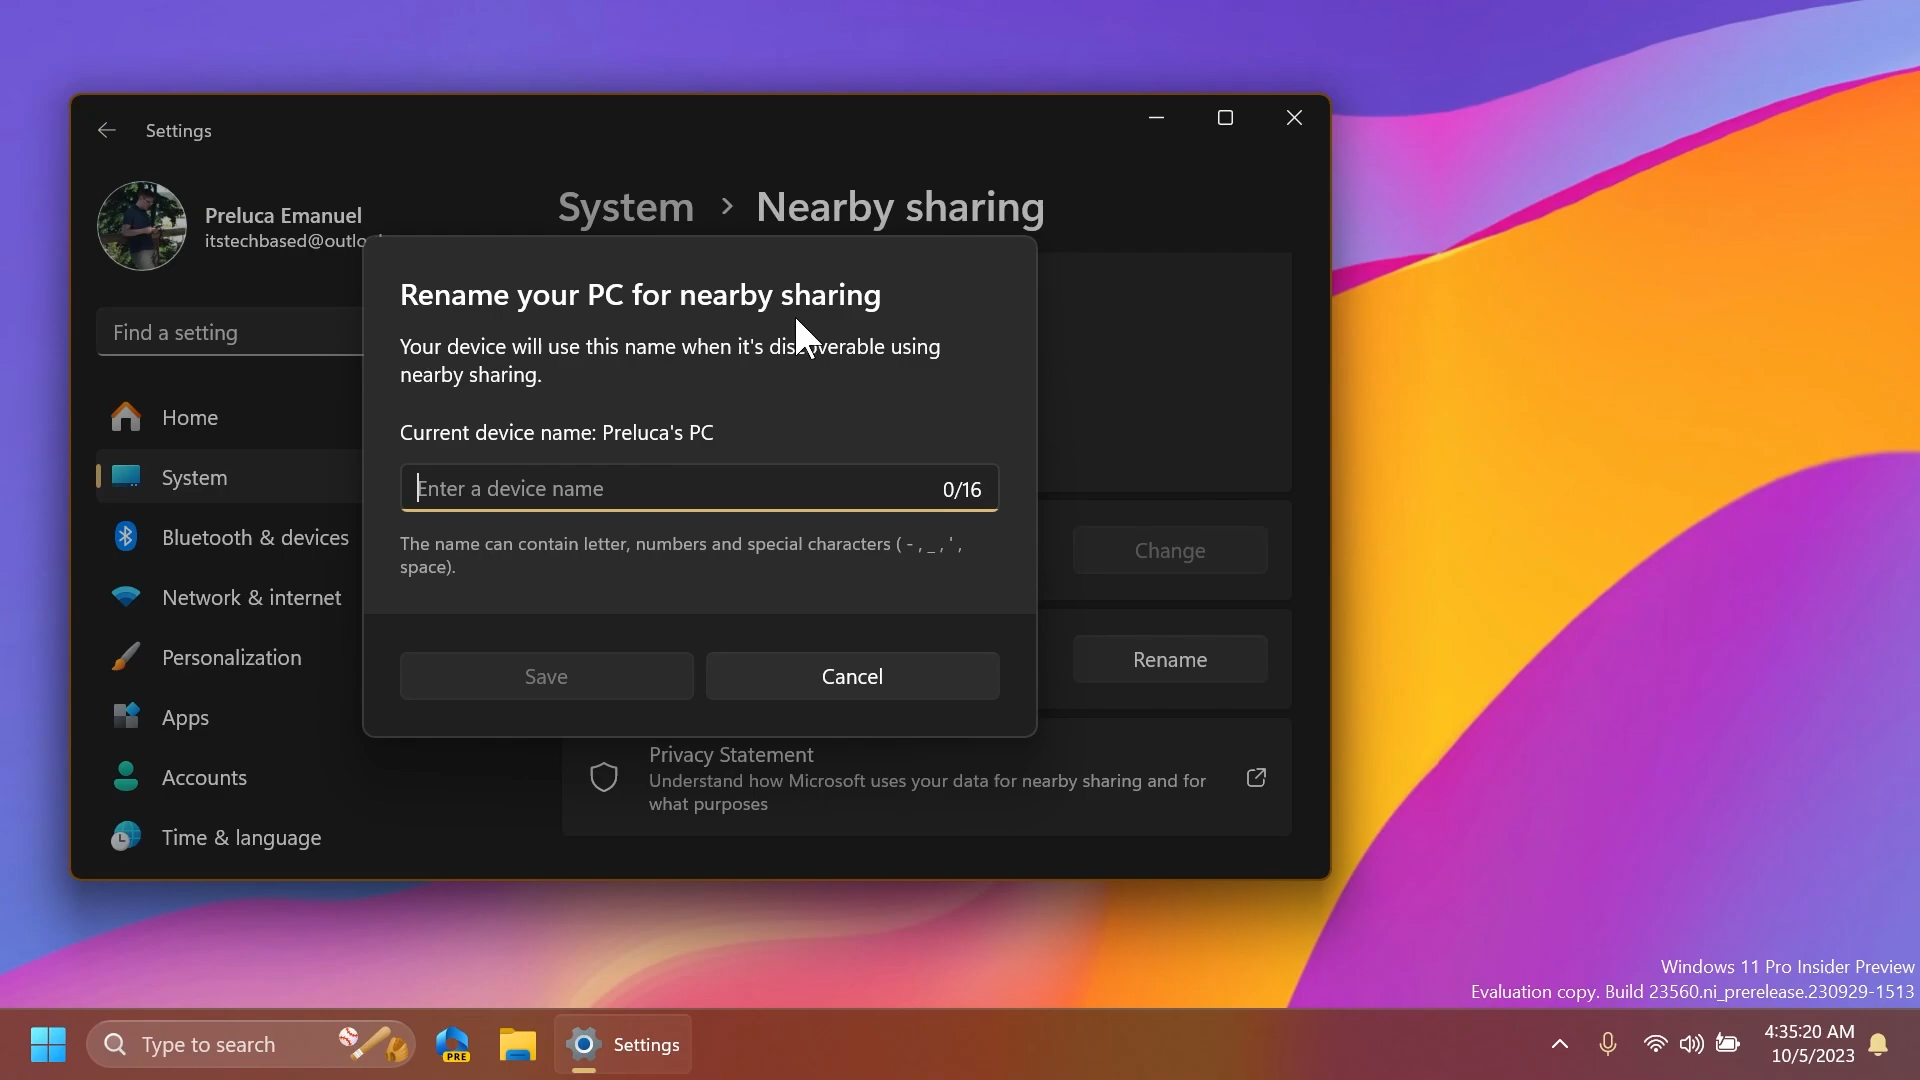 Settings
Preluca Emanuel
itstechbased@outlo
System > Nearby sharing
Find a setting
Home
System
Bluetooth & devices
Network & internet
Personalization
Apps
Accounts
Time & language
Rename your PC for nearby sharing
Your device will use this name when it's discoverable using
nearby sharing.
Current device name: Preluca's PC
Enter a device name 0/16
The name can contain letter, numbers and special characters ( - , _ , ' ,
space).
Save Cancel
Change
Rename
Privacy Statement
Understand how Microsoft uses your data for nearby sharing and for
what purposes
Windows 11 Pro Insider Preview
Evaluation copy. Build 23560.ni_prerelease.230929-1513
Type to search
PRE
Settings
4:35:20 AM
10/5/2023